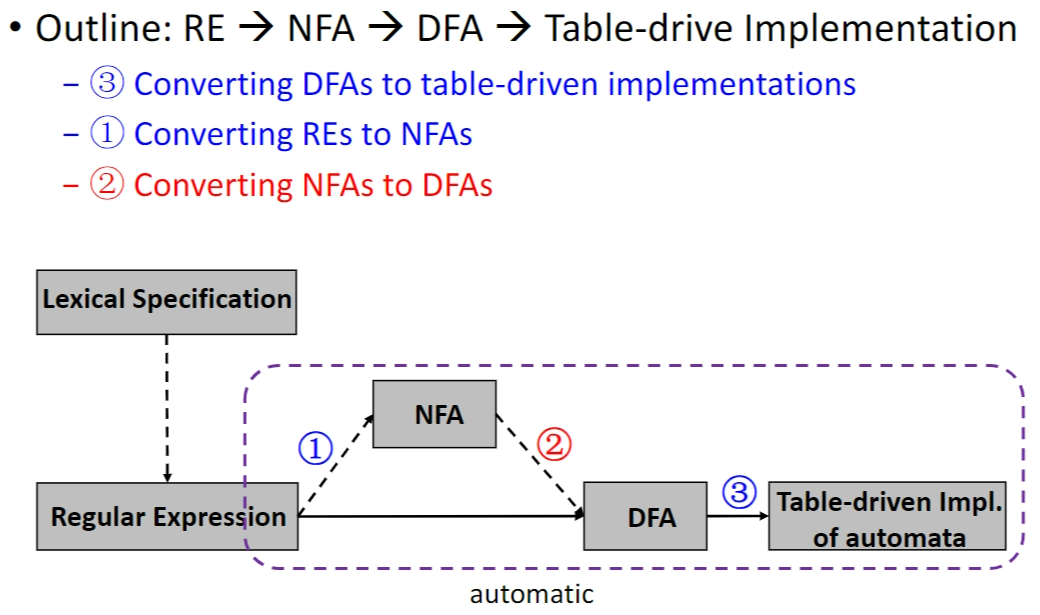 • Outline: RE → NFA → DFA → Table-drive Implementation
– ③ Converting DFAs to table-driven implementations
– ① Converting REs to NFAs
– ② Converting NFAs to DFAs
Lexical Specification
NFA
①
②
Regular Expression
DFA
③
Table-driven Impl.
of automata
automatic